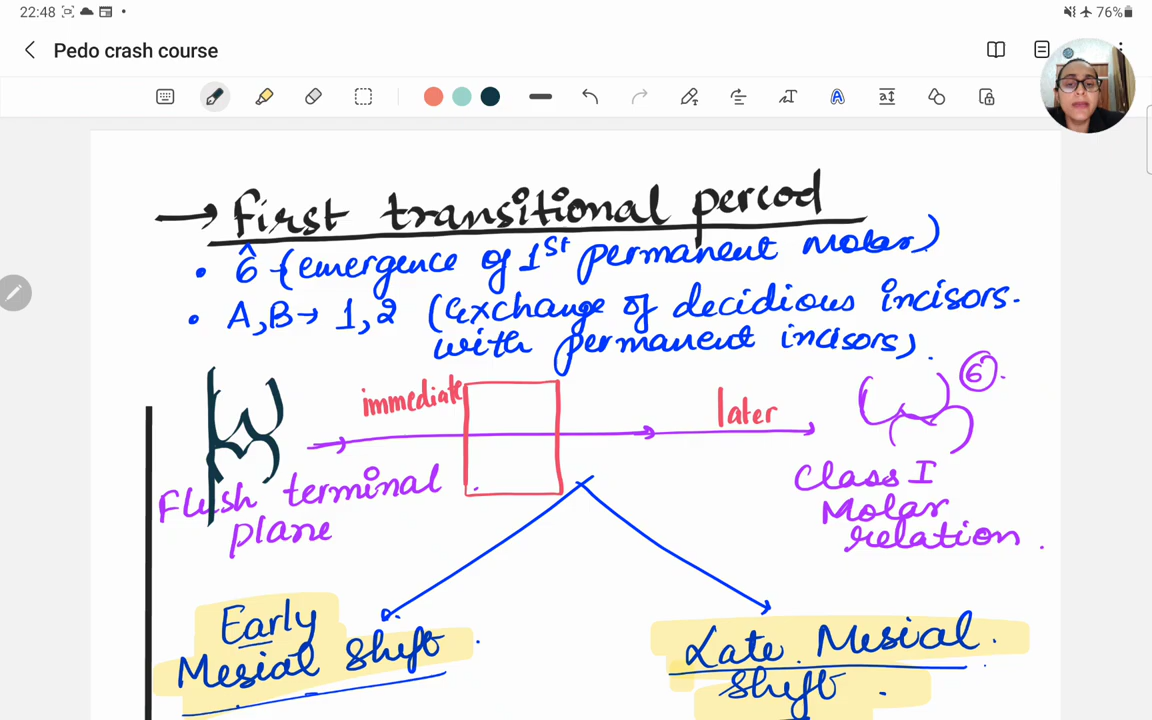 22:48
76%
Pedo crash course
→ First transitional percod
• 6 (emergence of 1st permanent molar)
• A, B → 1, 2 (exchange of decidious incisors.
with permanent incisors).
immediate
later
6
Flush terminal
plane
Class I
Molar
relation.
Early
Mesial Shift
Late Mesial
Shift